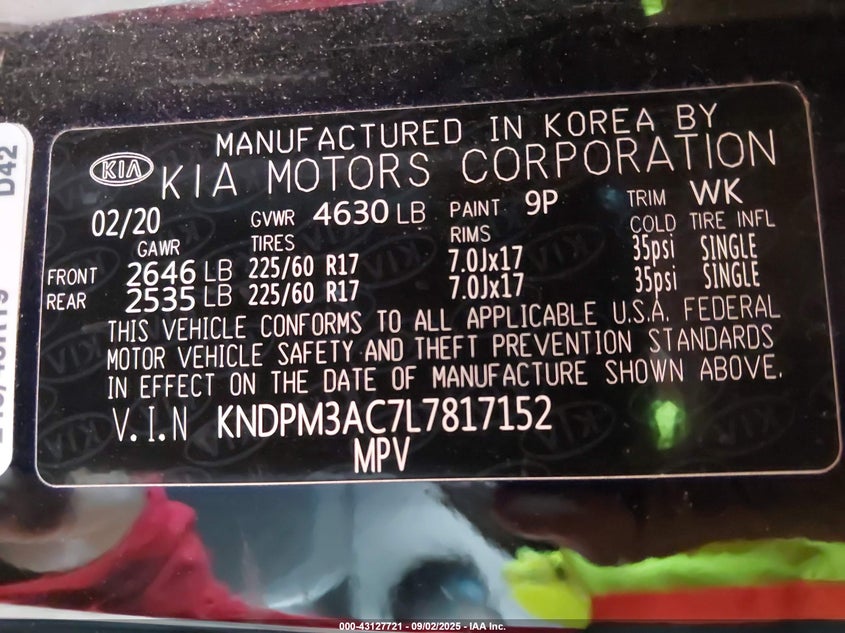 MANUFACTURED IN KOREA BY
KIA KIA MOTORS CORPORATION
02/20 GVWR 4630 LB PAINT 9P TRIM WK
GAWR TIRES RIMS COLD TIRE INFL
FRONT 2646 LB 225/60 R17 7.0Jx17 35psi SINGLE
REAR 2535 LB 225/60 R17 7.0Jx17 35psi SINGLE
THIS VEHICLE CONFORMS TO ALL APPLICABLE U.S.A. FEDERAL
MOTOR VEHICLE SAFETY AND THEFT PREVENTION STANDARDS
IN EFFECT ON THE DATE OF MANUFACTURE SHOWN ABOVE.
V.I.N KNDPM3AC7L7817152
MPV
D42
000-43127721 - 09/02/2025 - IAA Inc.